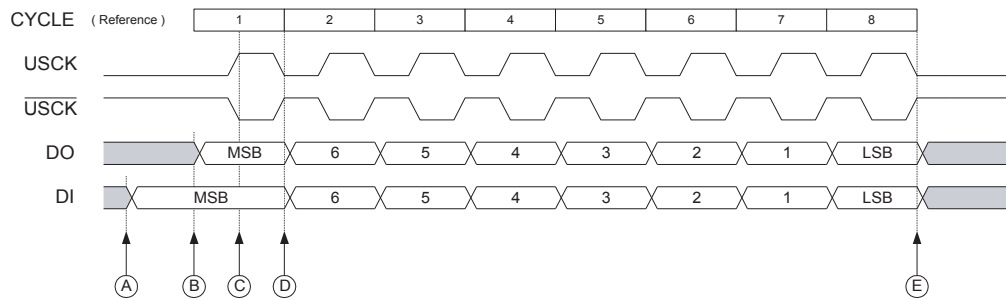 CYCLE ( Reference ) 1 2 3 4 5 6 7 8
USCK
USCK
DO MSB 6 5 4 3 2 1 LSB
DI MSB 6 5 4 3 2 1 LSB
A B C D E